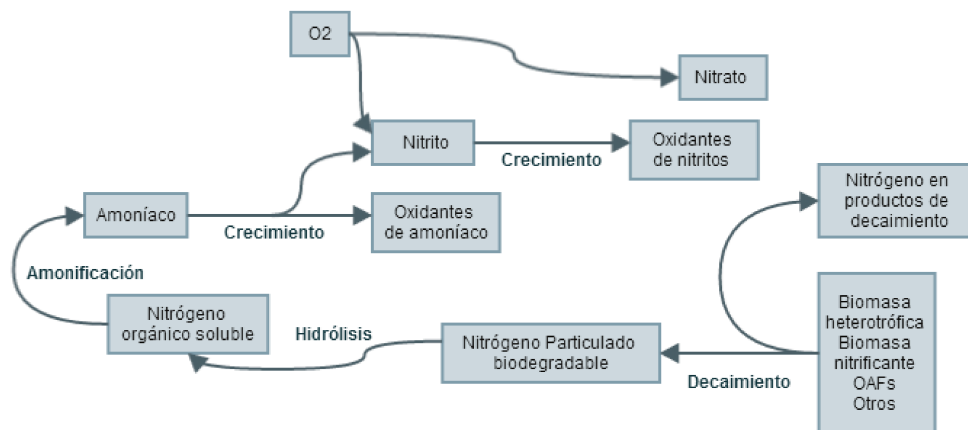 O2
Nitrato
Nitrito
Crecimiento
Oxidantes
de nitritos
Nitrógeno en
productos de
decaimiento
Amoníaco
Crecimiento
Oxidantes
de amoníaco
Amonificación
Nitrógeno
orgánico soluble
Hidrólisis
Nitrógeno Particulado
biodegradable
Decaimiento
Biomasa
heterotrófica
Biomasa
nitrificante
OAFs
Otros